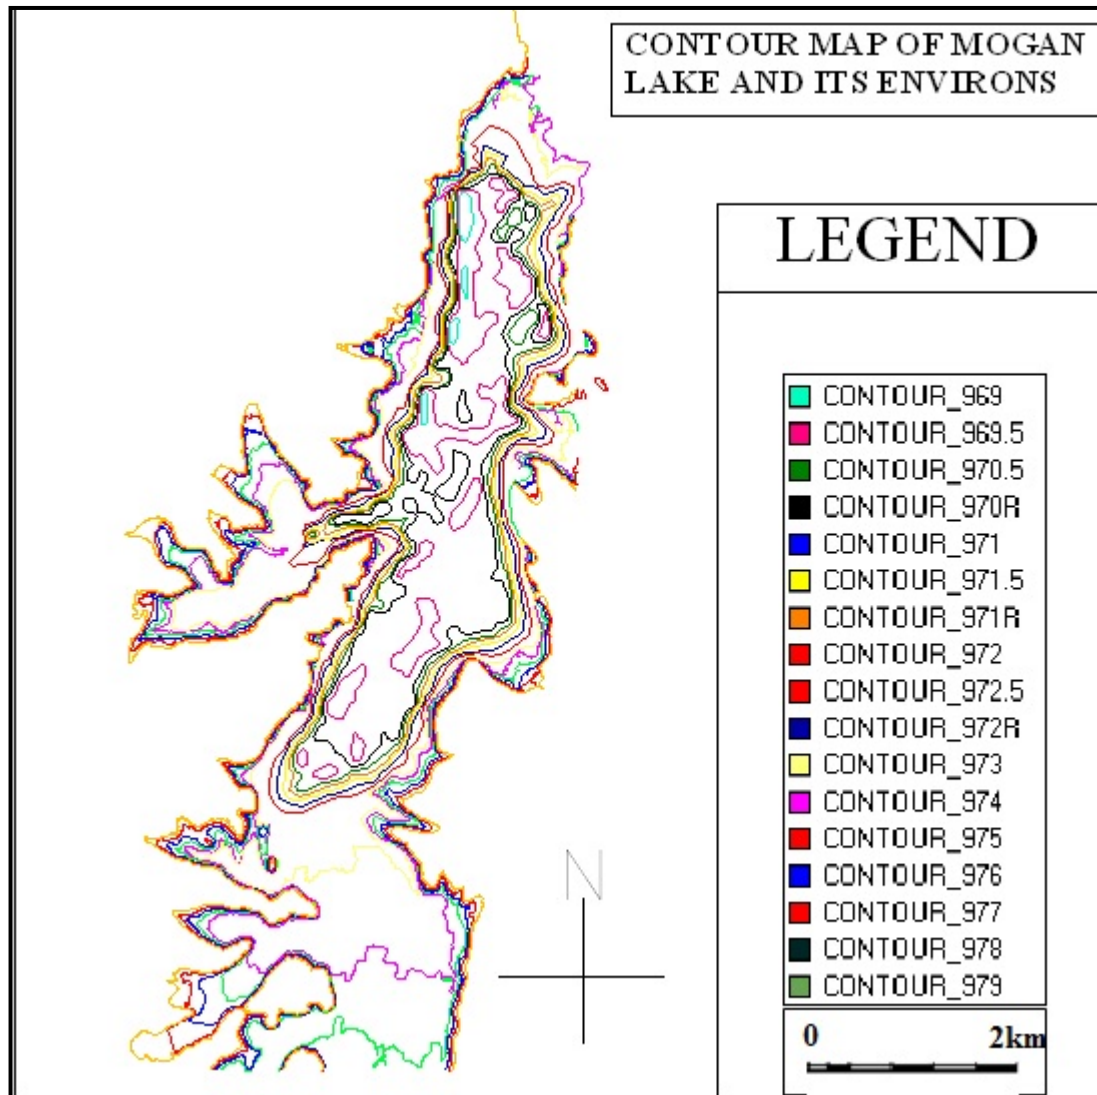 CONTOUR MAP OF MOGAN
LAKE AND ITS ENVIRONS
LEGEND
CONTOUR_969
CONTOUR_969.5
CONTOUR_970.5
CONTOUR_970R
CONTOUR_971
CONTOUR_971.5
CONTOUR_971R
CONTOUR_972
CONTOUR_972.5
CONTOUR_972R
CONTOUR_973
CONTOUR_974
CONTOUR_975
CONTOUR_976
CONTOUR_977
CONTOUR_978
CONTOUR_979
N
0 2km